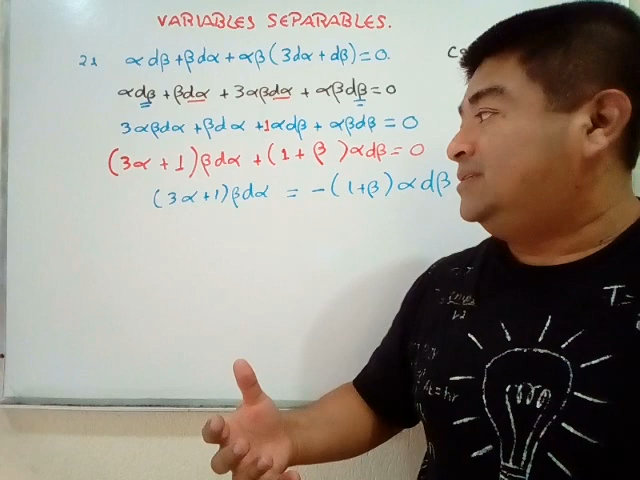 VARIABLES SEPARABLES.
21 αdβ+βdα+αβ(3dα+dβ)=0.
αdβ+βdα+3αβdα+αβdβ=0
3αβdα+βdα+1αdβ+αβdβ=0
(3α+1)βdα+(1+β)αdβ=0
(3α+1)βdα=-(1+β)αdβ